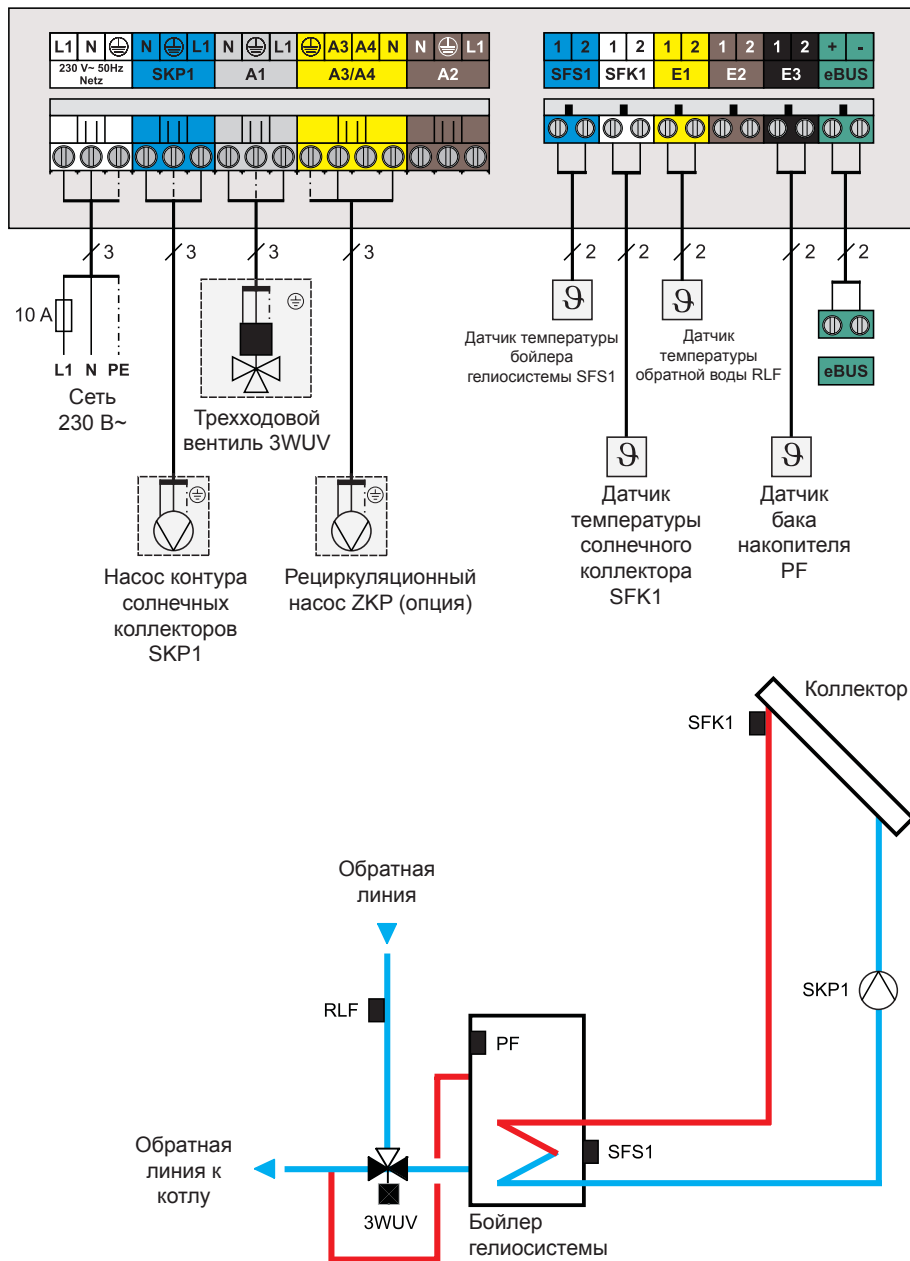 L1 N N L1 N L1 A3 A4 N N L1
230 V~ 50Hz
Netz
SKP1 A1 A3/A4 A2
1 2 1 2 1 2 1 2 1 2 + -
SFS1 SFK1 E1 E2 E3 eBUS
3 3 3 3 2 2 2 2 2
10 A
L1 N PE
Сеть
230 В~
Трехходовой
вентиль 3WUV
Насос контура
солнечных
коллекторов
SKP1
Рециркуляционный
насос ZKP (опция)
ϑ
Датчик температуры
бойлера
гелиосистемы SFS1
ϑ
Датчик
температуры
обратной воды RLF
eBUS
ϑ
Датчик
температуры
солнечного
коллектора
SFK1
ϑ
Датчик
бака
накопителя
PF
Коллектор
SFK1
Обратная
линия
SKP1
RLF
PF
Обратная
линия к
котлу
SFS1
3WUV
Бойлер
гелиосистемы